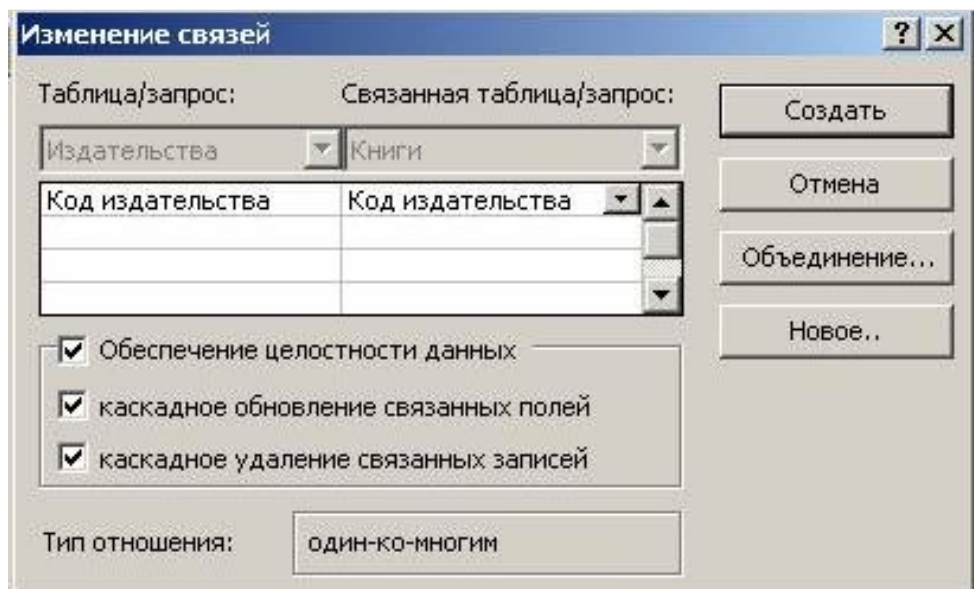 Изменение связей
Таблица/запрос: Связанная таблица/запрос:
Издательства Книги
Код издательства Код издательства
Обеспечение целостности данных
каскадное обновление связанных полей
каскадное удаление связанных записей
Тип отношения: один-ко-многим
Создать
Отмена
Объединение...
Новое..